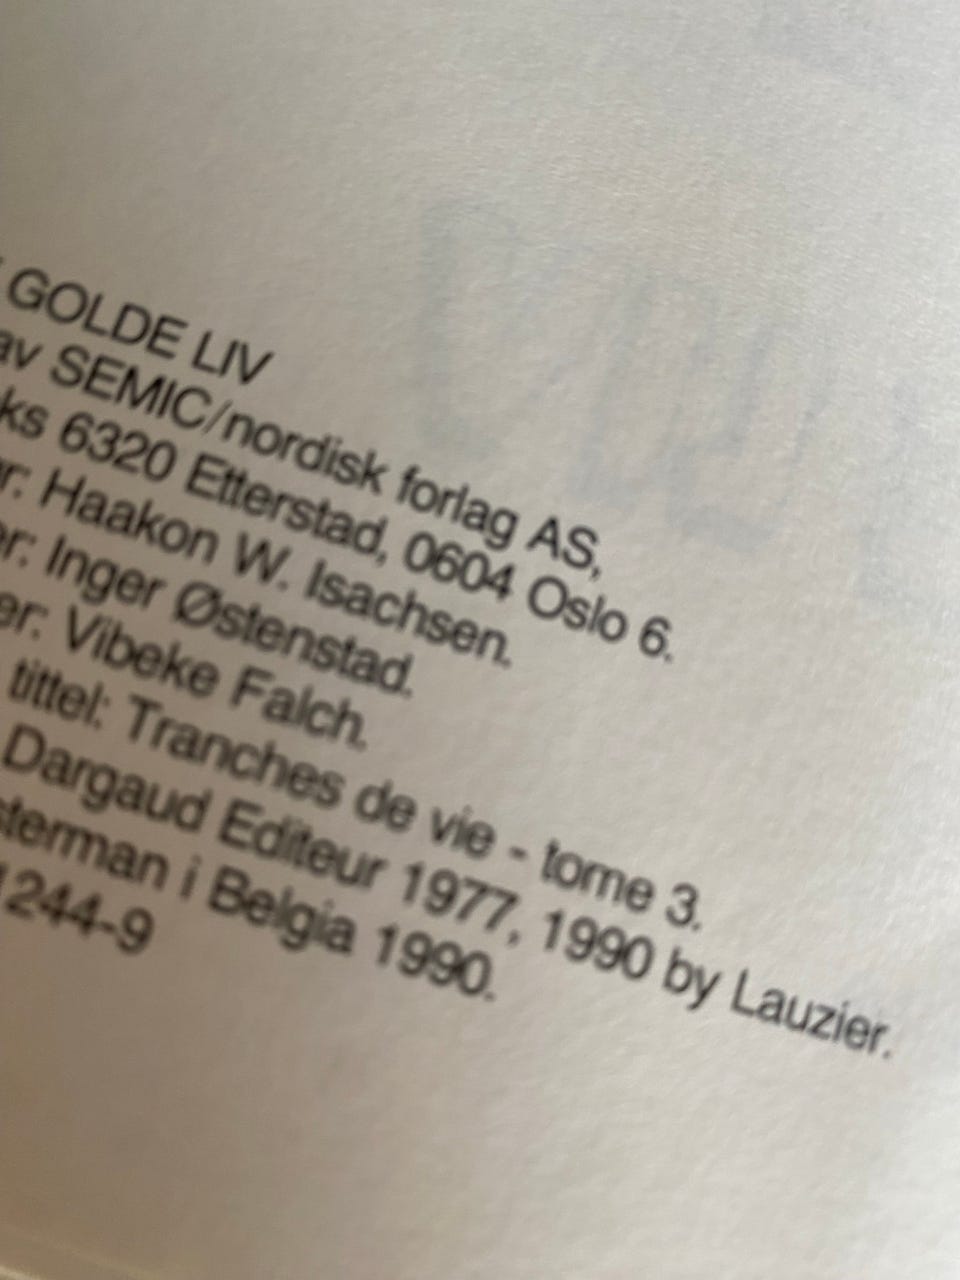 GOLDE LIV
av SEMIC/nordisk forlag AS,
ks 6320 Etterstad, 0604 Oslo 6.
r: Haakon W. Isachsen.
er: Inger Østenstad.
er: Vibeke Falch.
tittel: Tranches de vie - tome 3.
Dargaud Editeur 1977, 1990 by Lauzier.
sterman i Belgia 1990.
1244-9